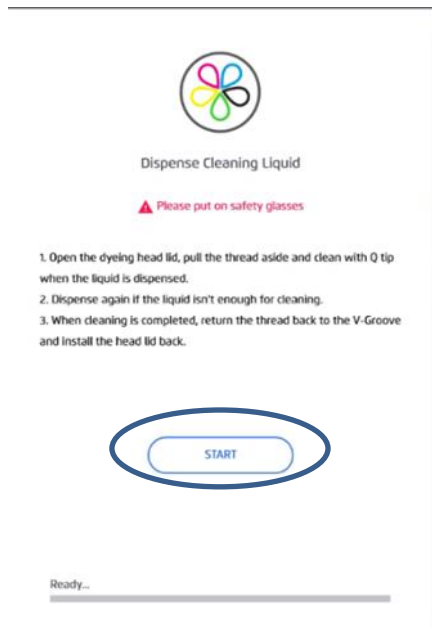 Dispense Cleaning Liquid
Please put on safety glasses
1. Open the dyeing head lid, pull the thread aside and clean with Q tip
when the liquid is dispensed.
2. Dispense again if the liquid isn't enough for cleaning.
3. When cleaning is completed, return the thread back to the V-Groove
and install the head lid back.
START
Ready...